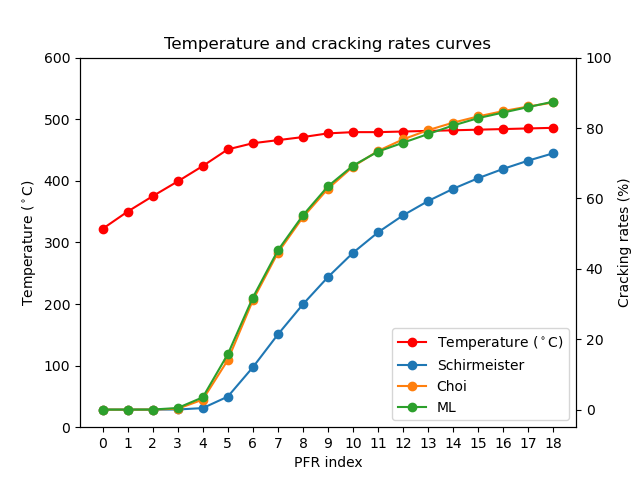 Temperature and cracking rates curves
600
500
400
300
200
100
0
Temperature (°C)
100
80
60
40
20
0
Cracking rates (%)
Temperature (°C)
Schirmeister
Choi
ML
0 1 2 3 4 5 6 7 8 9 10 11 12 13 14 15 16 17 18
PFR index